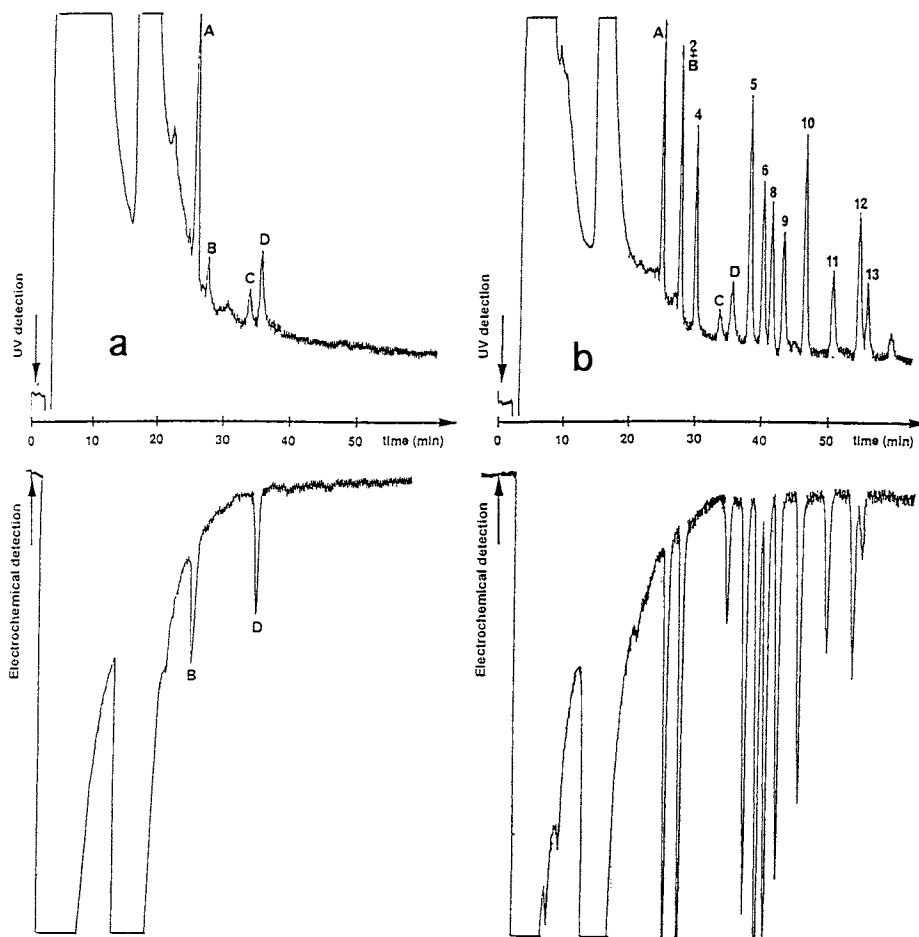 A
B
C
D
UV detection
a
0 10 20 30 40 50 time (min)
Electrochemical detection
B
D
A
2
+
B
4
C
D
5
6
8
9
10
11
12
13
UV detection
b
0 10 20 30 40 50 time (min)
Electrochemical detection